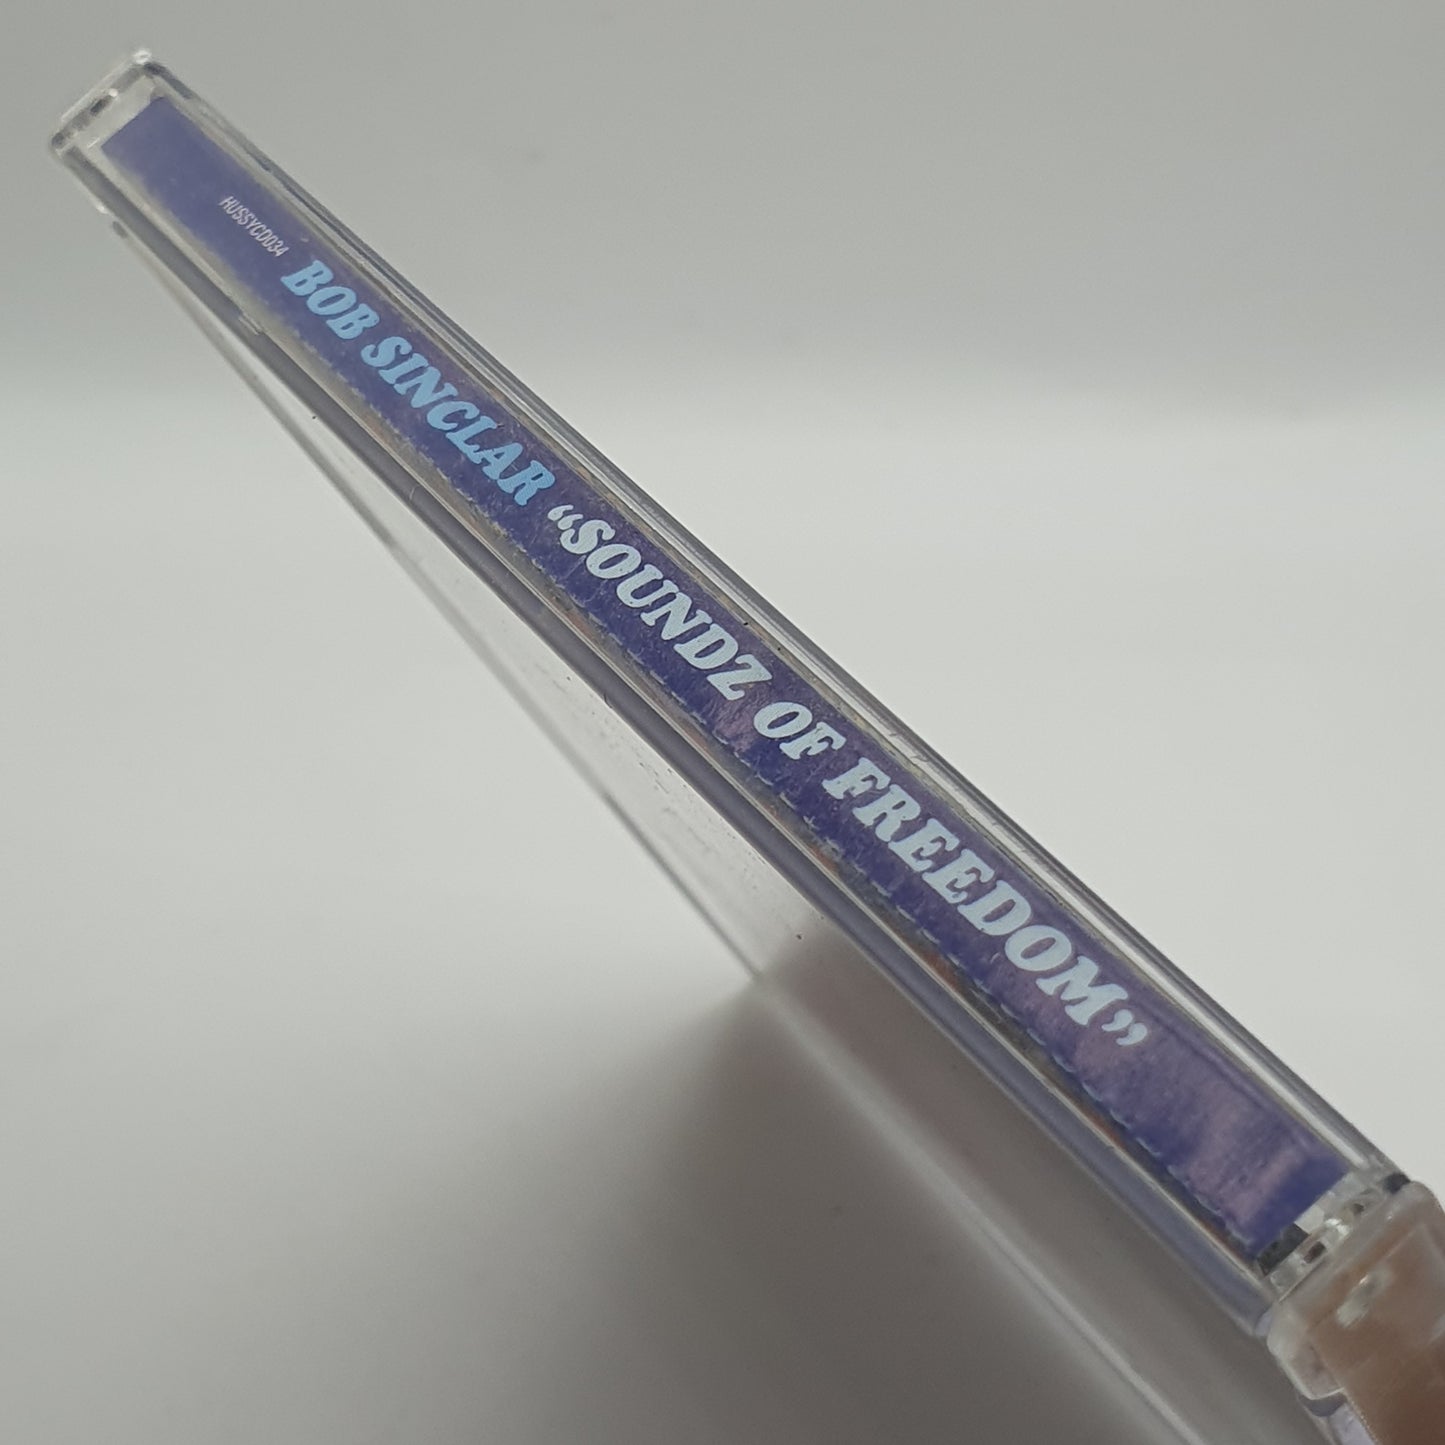 HUSSYCD034 BOB SINCLAR “SOUNDZ OF FREEDOM”